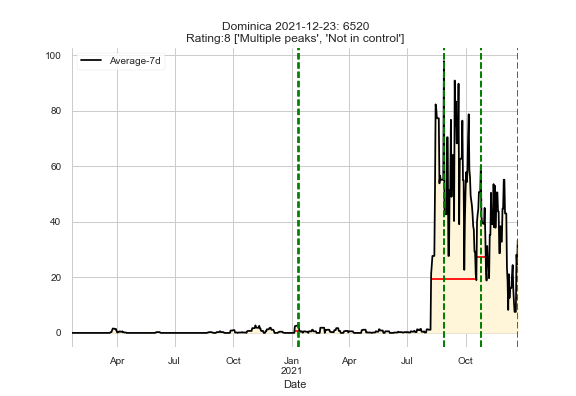 Dominica 2021-12-23: 6520
Rating:8 ['Multiple peaks', 'Not in control']
Average-7d
100
80
60
40
20
0
Apr Jul Oct Jan Apr Jul Oct
2021
Date